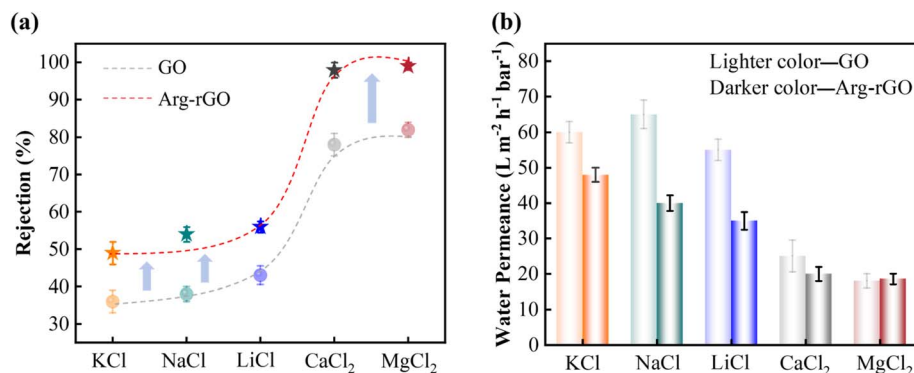 (a)
100
90
80
70
60
50
40
30
Rejection (%)
GO
Arg-rGO
KCl NaCl LiCl CaCl₂ MgCl₂
(b)
80
70
60
50
40
30
20
10
0
Water Permeance (L m⁻² h⁻¹ bar⁻¹)
Lighter color—GO
Darker color—Arg-rGO
KCl NaCl LiCl CaCl₂ MgCl₂